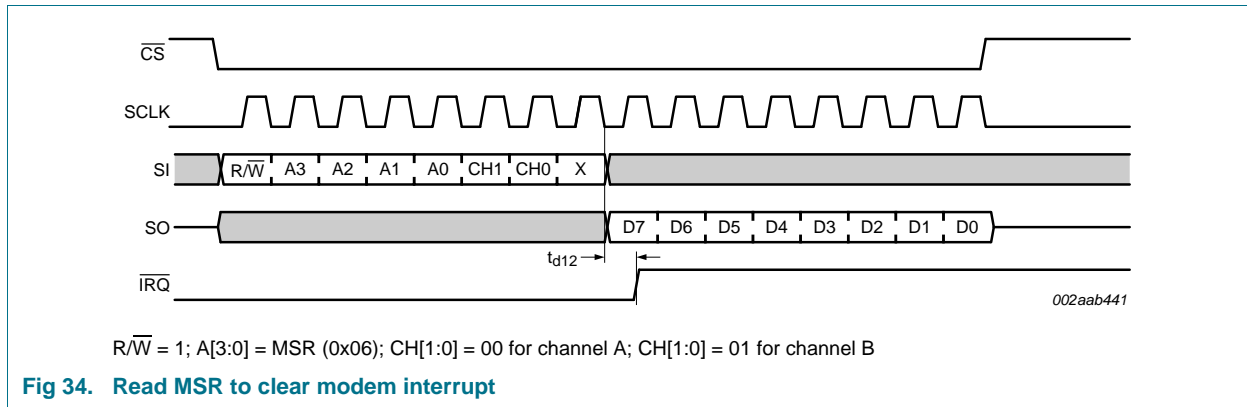 CS
SCLK
SI R/W A3 A2 A1 A0 CH1 CH0 X
SO D7 D6 D5 D4 D3 D2 D1 D0
td12
IRQ
002aab441
R/W = 1; A[3:0] = MSR (0x06); CH[1:0] = 00 for channel A; CH[1:0] = 01 for channel B
Fig 34. Read MSR to clear modem interrupt